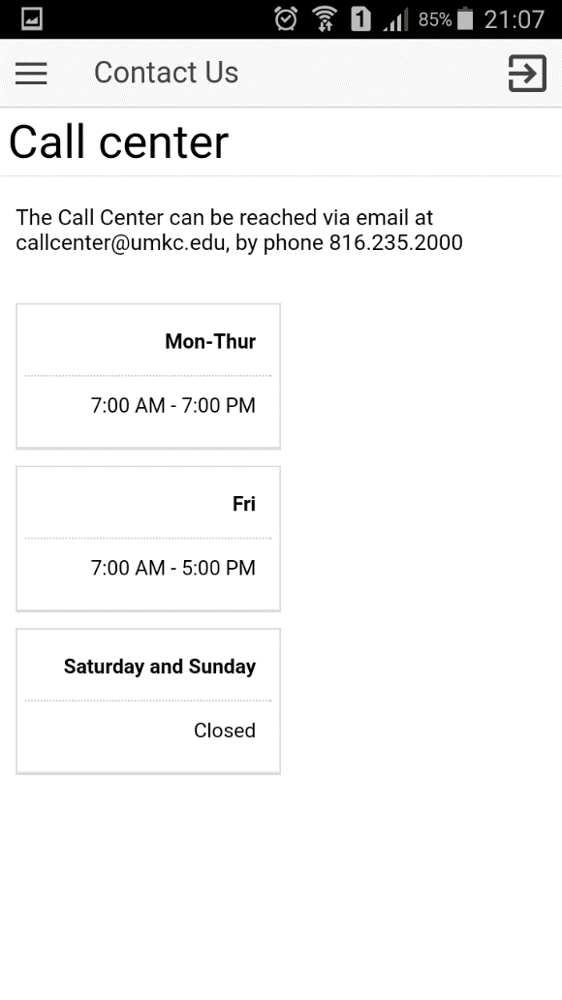 1 85% 21:07
Contact Us
Call center
The Call Center can be reached via email at
callcenter@umkc.edu, by phone 816.235.2000
Mon-Thur
7:00 AM - 7:00 PM
Fri
7:00 AM - 5:00 PM
Saturday and Sunday
Closed